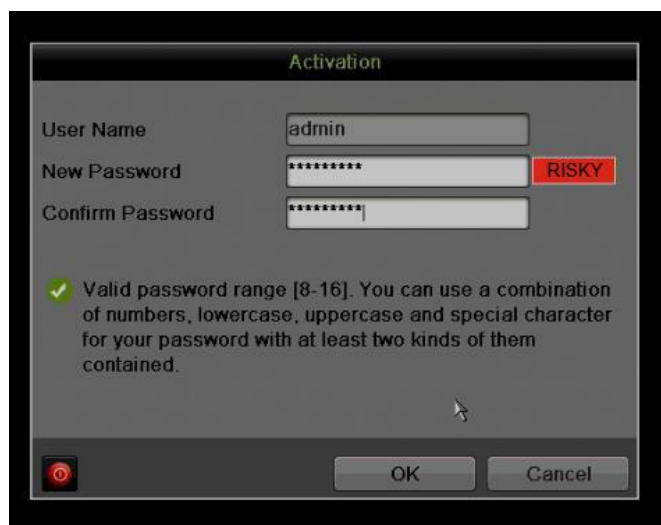 Activation
User Name
admin
New Password
*********
RISKY
Confirm Password
*********
Valid password range [8-16]. You can use a combination
of numbers, lowercase, uppercase and special character
for your password with at least two kinds of them
contained.
OK
Cancel